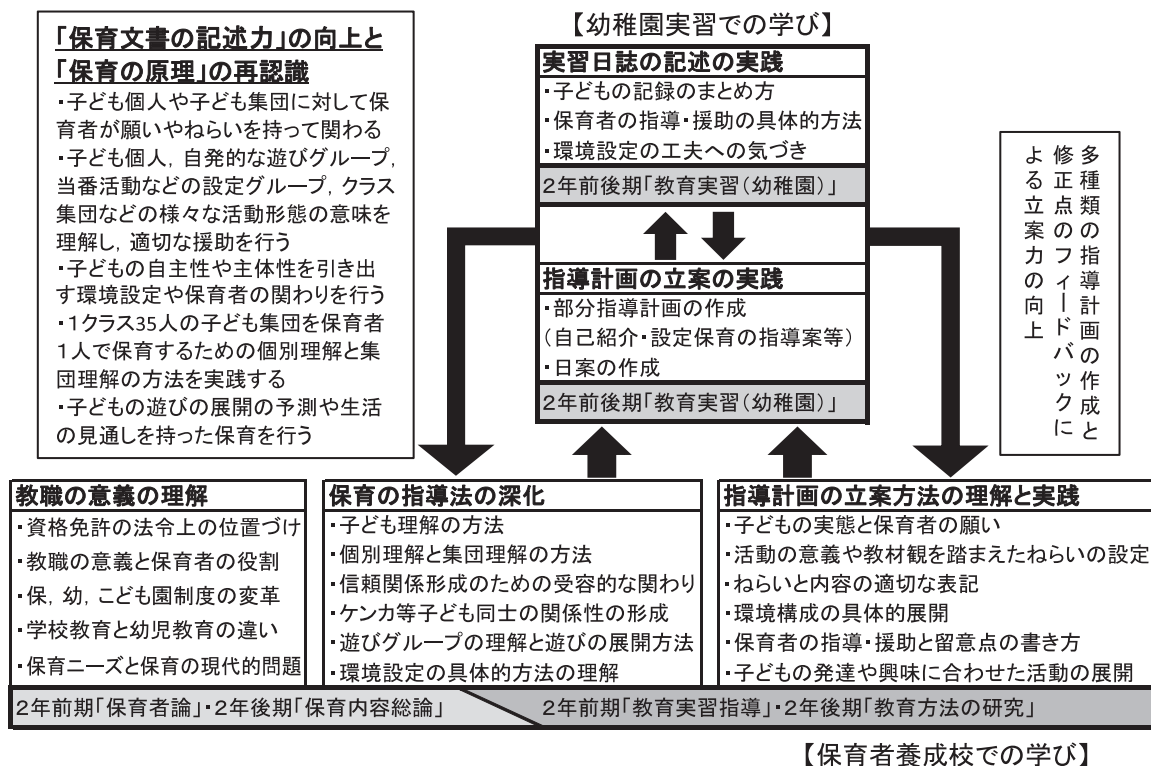 「保育文書の記述力」の向上と
「保育の原理」の再認識
・子ども個人や子ども集団に対して保
育者が願いやねらいを持って関わる
・子ども個人，自発的な遊びグループ，
当番活動などの設定グループ，クラス
集団などの様々な活動形態の意味を
理解し，適切な援助を行う
・子どもの自主性や主体性を引き出
す環境設定や保育者の関わりを行う
・1クラス35人の子ども集団を保育者
1人で保育するための個別理解と集
団理解の方法を実践する
・子どもの遊びの展開の予測や生活
の見通しを持った保育を行う
【幼稚園実習での学び】
実習日誌の記述の実践
・子どもの記録のまとめ方
・保育者の指導・援助の具体的方法
・環境設定の工夫への気づき
2年前後期「教育実習(幼稚園)」
指導計画の立案の実践
・部分指導計画の作成
(自己紹介・設定保育の指導案等)
・日案の作成
2年前後期「教育実習(幼稚園)」
多種類の指導計画の作成と
修正点のフィードバックに
よる立案力の向上
教職の意義の理解
・資格免許の法令上の位置づけ
・教職の意義と保育者の役割
・保，幼，こども園制度の変革
・学校教育と幼児教育の違い
・保育ニーズと保育の現代的問題
保育の指導法の深化
・子ども理解の方法
・個別理解と集団理解の方法
・信頼関係形成のための受容的な関わり
・ケンカ等子ども同士の関係性の形成
・遊びグループの理解と遊びの展開方法
・環境設定の具体的方法の理解
指導計画の立案方法の理解と実践
・子どもの実態と保育者の願い
・活動の意義や教材観を踏まえたねらいの設定
・ねらいと内容の適切な表記
・環境構成の具体的展開
・保育者の指導・援助と留意点の書き方
・子どもの発達や興味に合わせた活動の展開
2年前期「保育者論」・2年後期「保育内容総論」
2年前期「教育実習指導」・2年後期「教育方法の研究」
【保育者養成校での学び】